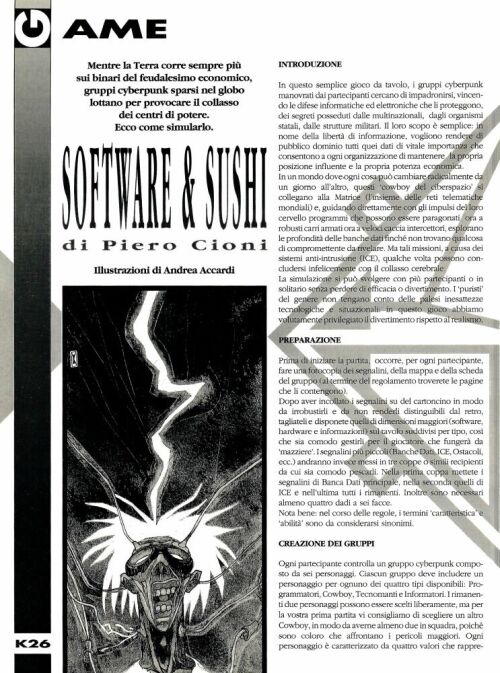 GAME
Mentre la Terra corre sempre più
sui binari del feudalesimo economico,
gruppi cyberpunk sparsi nel globo
lottano per provocare il collasso
dei centri di potere.
Ecco come simularlo.
SOFTWARE & SUSHI
di Piero Cioni
Illustrazioni di Andrea Accardi
K26
INTRODUZIONE
In questo semplice gioco da tavolo, i gruppi cyberpunk
manovrati dai partecipanti cercano di impadronirsi, vincen-
do le difese informatiche ed elettroniche che li proteggono,
dei segreti posseduti dalle multinazionali, dagli organismi
statali, dalle strutture militari. Il loro scopo è semplice: in
nome della libertà di informazione, vogliono rendere di
pubblico dominio tutti quei dati di vitale importanza che
consentono a ogni organizzazione di mantenere la propria
posizione influente e la propria potenza economica.
In un mondo dove ogni cosa può cambiare radicalmente da
un giorno all'altro, questi 'cowboy del ciberspazio' si
collegano alla Matrice (l'insieme delle reti telematiche
mondiali) e, guidando direttamente con gli impulsi del loro
cervello programmi che possono essere paragonati ora a
robusti carri armati ora a veloci caccia intercettori, esplorano
le profondità delle banche dati finché non trovano qualcosa
di compromettente da rivelare. Ma tali missioni, a causa dei
sistemi anti-intrusione (ICE), qualche volta possono con-
cludersi infelicemente con il collasso cerebrale.
La simulazione si può svolgere con più partecipanti o in
solitario senza perdere di efficacia o divertimento. I 'puristi'
del genere non tengano conto delle palesi inesattezze
tecnologiche e situazionali: in questo gioco abbiamo
volutamente privilegiato il divertimento rispetto al realismo.
PREPARAZIONE
Prima di iniziare la partita, occorre, per ogni partecipante,
fare una fotocopia dei segnalini, della mappa e della scheda
del gruppo (al termine del regolamento troverete le pagine
che li contengono).
Dopo aver incollato i segnalini su del cartoncino in modo
da irrobustirli e da non renderli distinguibili dal retro,
tagliateli e disponete quelli di dimensioni maggiori (software,
hardware e informazioni) sul tavolo suddivisi per tipo, così
che sia comodo gestirli per il giocatore che fungerà da
'mazziere'. I segnalini più piccoli (Banche Dati, ICE, Ostacoli,
ecc.) andranno invece messi in tre coppe o simili recipienti
da cui sia comodo pescarli. Nella prima coppa mettete i
segnalini di Banca Dati principale, nella seconda quelli di
ICE e nell'ultima tutti i rimanenti. Inoltre sono necessari
almeno quattro dadi a sei facce.
Nota bene: nel corso delle regole, i termini 'caratteristica' e
'abilità' sono da considerarsi sinonimi.
CREAZIONE DEI GRUPPI
Ogni partecipante controlla un gruppo cyberpunk compo-
sto da sei personaggi. Ciascun gruppo deve includere un
personaggio per ognuno dei quattro tipi disponibili: Pro-
grammatori, Cowboy, Tecnomanti e Informatori. I rimanen-
ti due personaggi possono essere scelti liberamente, ma per
la vostra prima partita vi consigliamo di scegliere un altro
Cowboy, in modo da averne almeno due in squadra, poiché
sono coloro che affrontano i pericoli maggiori. Ogni
personaggio è caratterizzato da quattro valori che rappre-